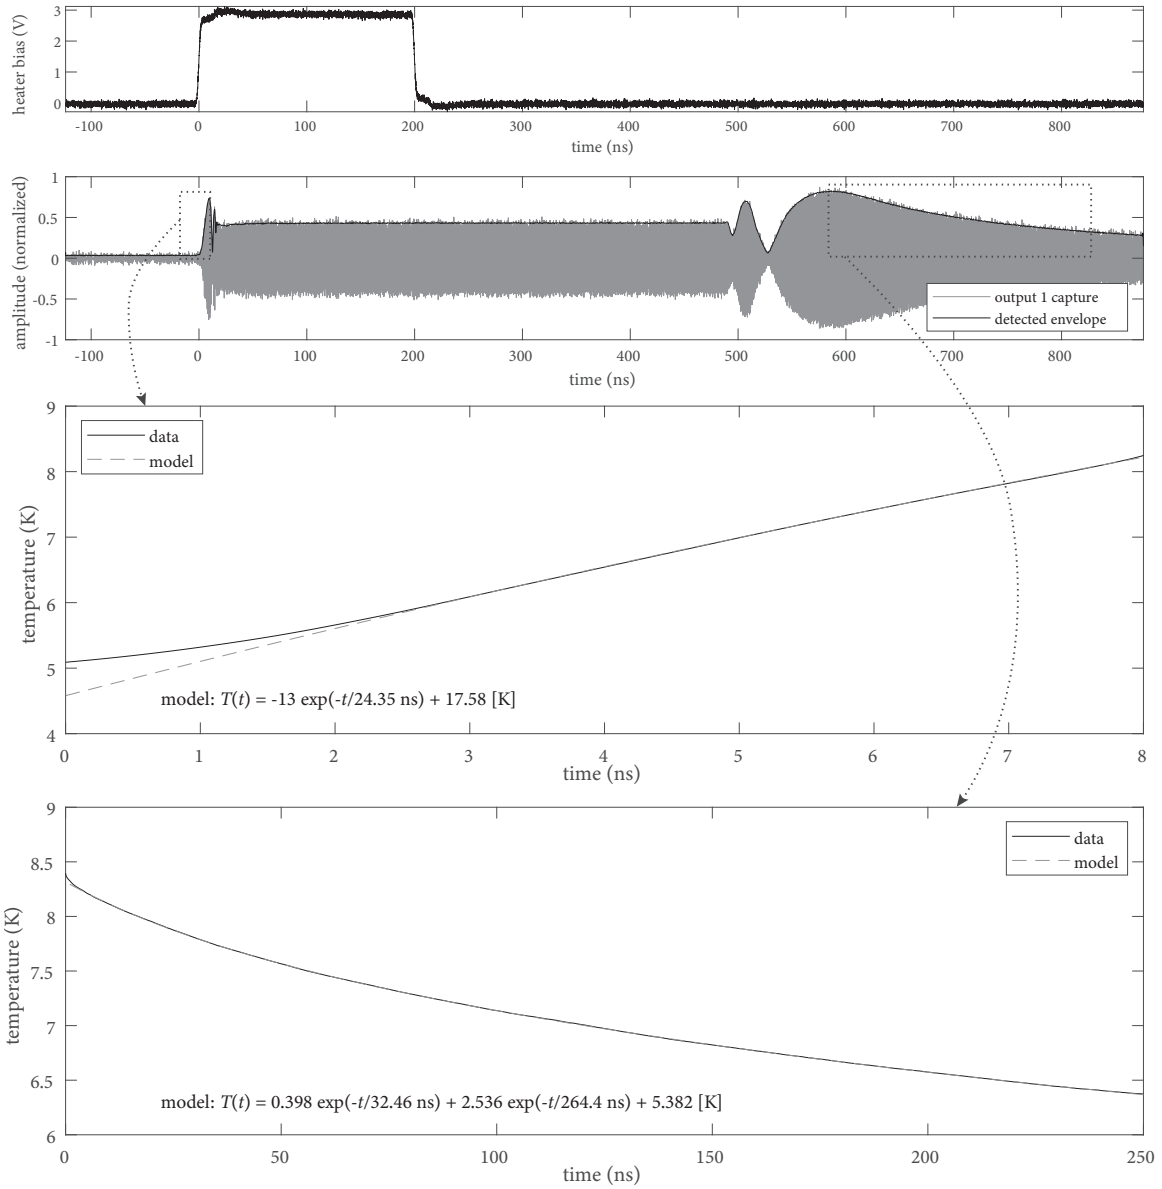 heater bias (V)
3
2
1
0
-100 0 100 200 300 400 500 600 700 800
time (ns)
amplitude (normalized)
1
0.5
0
-0.5
-1
output 1 capture
detected envelope
-100 0 100 200 300 400 500 600 700 800
time (ns)
temperature (K)
9
8
7
6
5
4
data
model
model: T(t) = -13 exp(-t/24.35 ns) + 17.58 [K]
0 1 2 3 4 5 6 7 8
time (ns)
temperature (K)
9
8.5
8
7.5
7
6.5
6
data
model
model: T(t) = 0.398 exp(-t/32.46 ns) + 2.536 exp(-t/264.4 ns) + 5.382 [K]
0 50 100 150 200 250
time (ns)